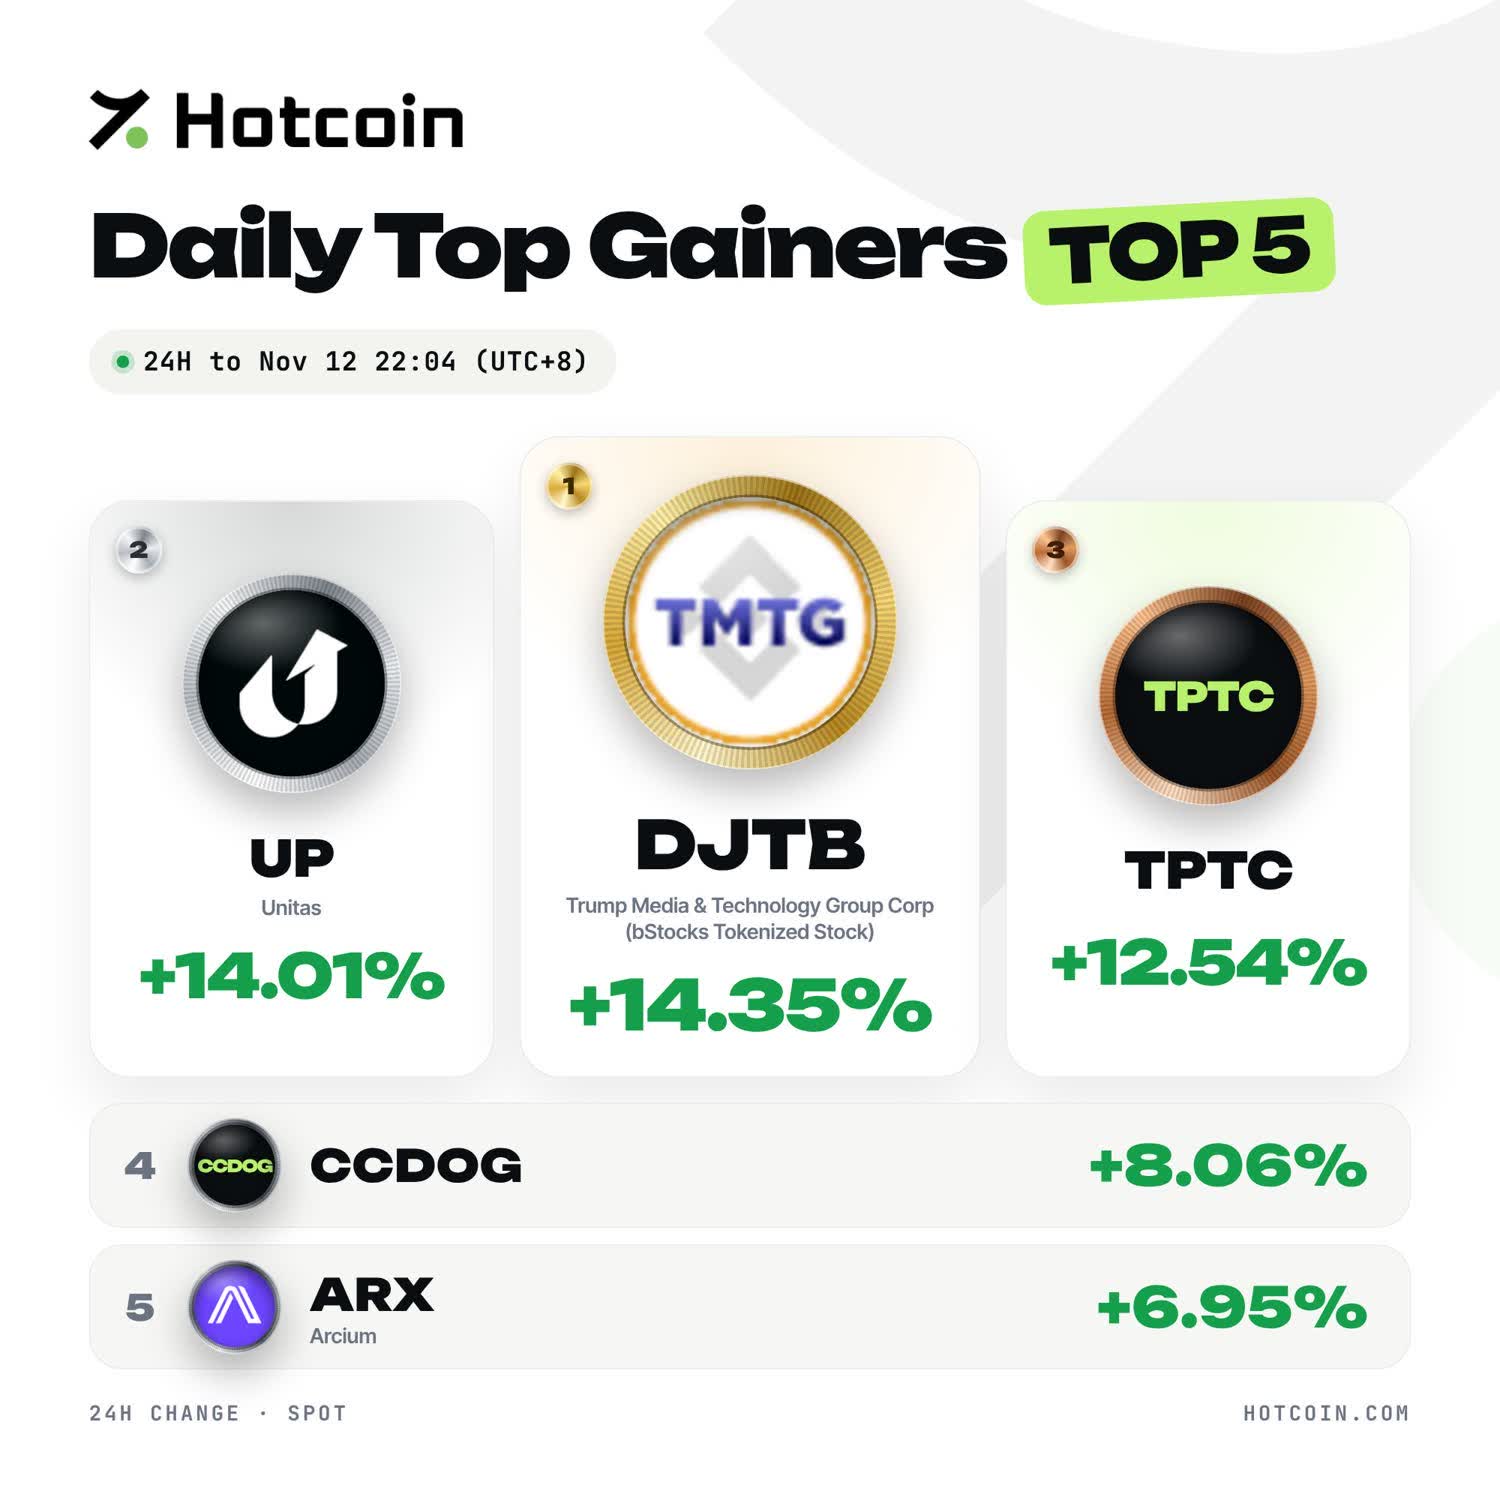 Hotcoin
Daily Top Gainers TOP 5
24H to Nov 12 22:04 (UTC+8)
2
UP
Unitas
+14.01%
1
TMTG
DJTB
Trump Media & Technology Group Corp
(bStocks Tokenized Stock)
+14.35%
3
TPTC
TPTC
+12.54%
4 CCDOG CCDOG +8.06%
5 ARX +6.95%
Arcium
24H CHANGE · SPOT
HOTCOIN.COM